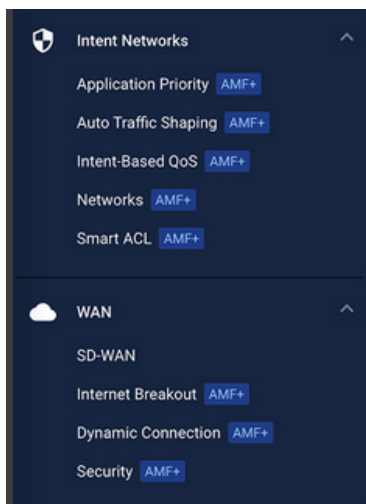 Intent Networks
Application Priority AMF+
Auto Traffic Shaping AMF+
Intent-Based QoS AMF+
Networks AMF+
Smart ACL AMF+
WAN
SD-WAN
Internet Breakout AMF+
Dynamic Connection AMF+
Security AMF+